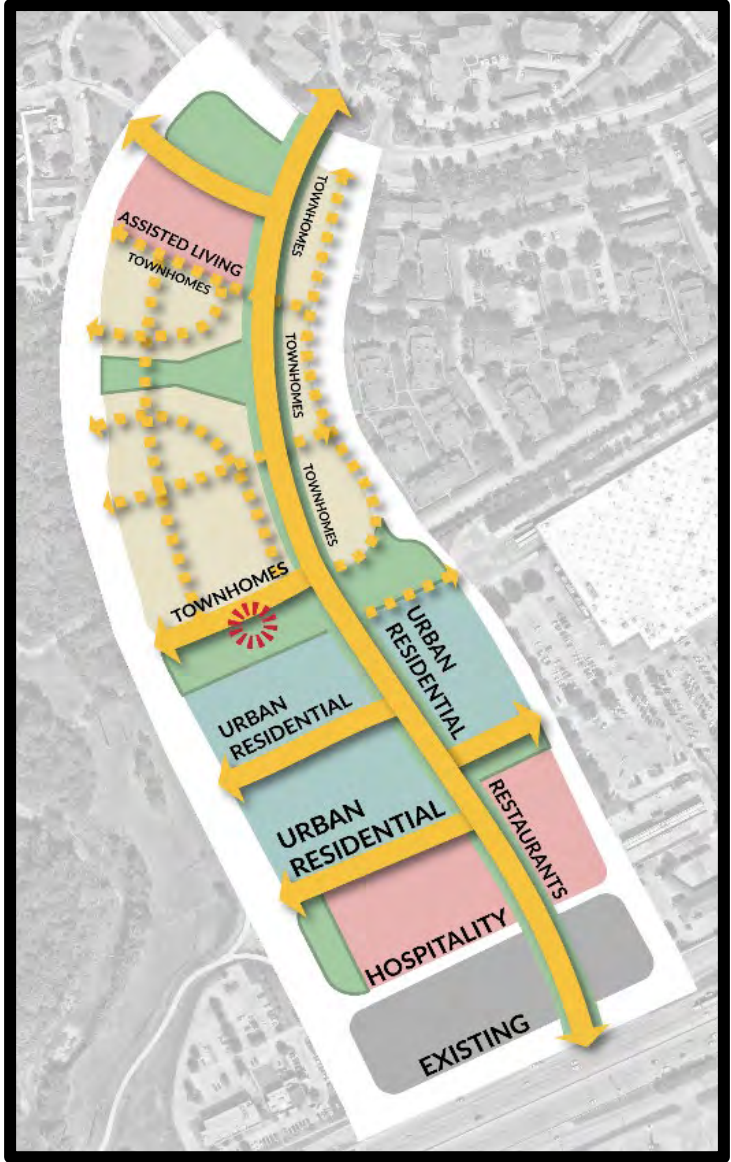 TOWNHOMES
ASSISTED LIVING
TOWNHOMES
TOWNHOMES
TOWNHOMES
TOWNHOMES
URBAN
RESIDENTIAL
URBAN
RESIDENTIAL
URBAN
RESIDENTIAL
RESTAURANTS
HOSPITALITY
EXISTING